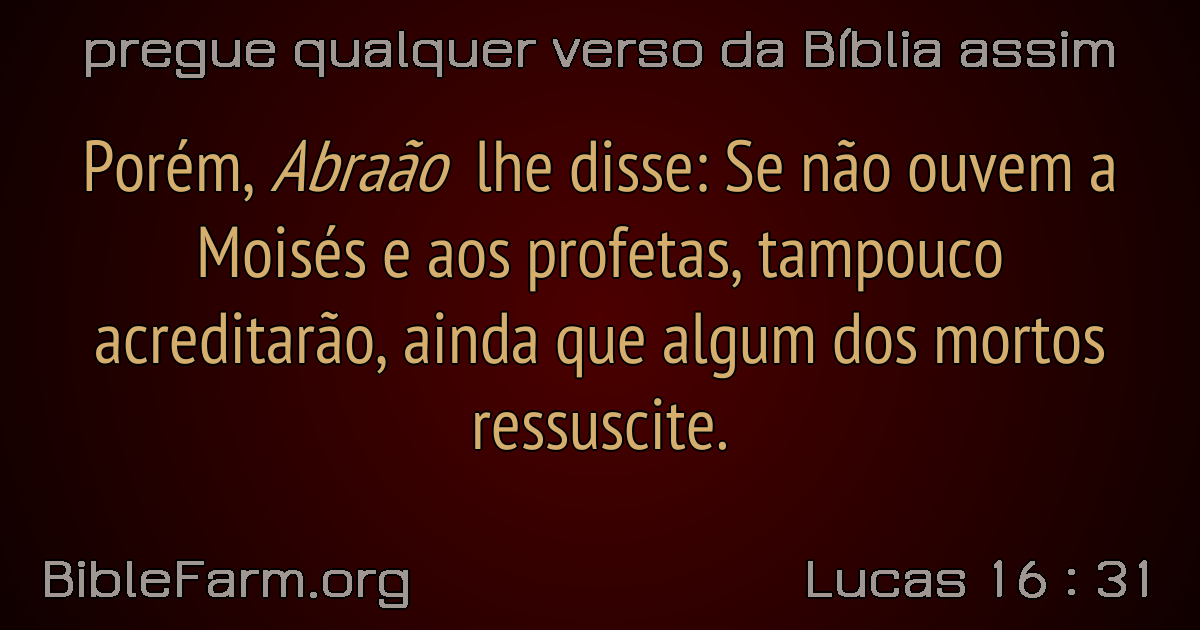 pregue qualquer verso da Bíblia assim
Porém, Abraão lhe disse: Se não ouvem a
Moisés e aos profetas, tampouco
acreditarão, ainda que algum dos mortos
ressuscite.
BibleFarm.org
Lucas 16 : 31